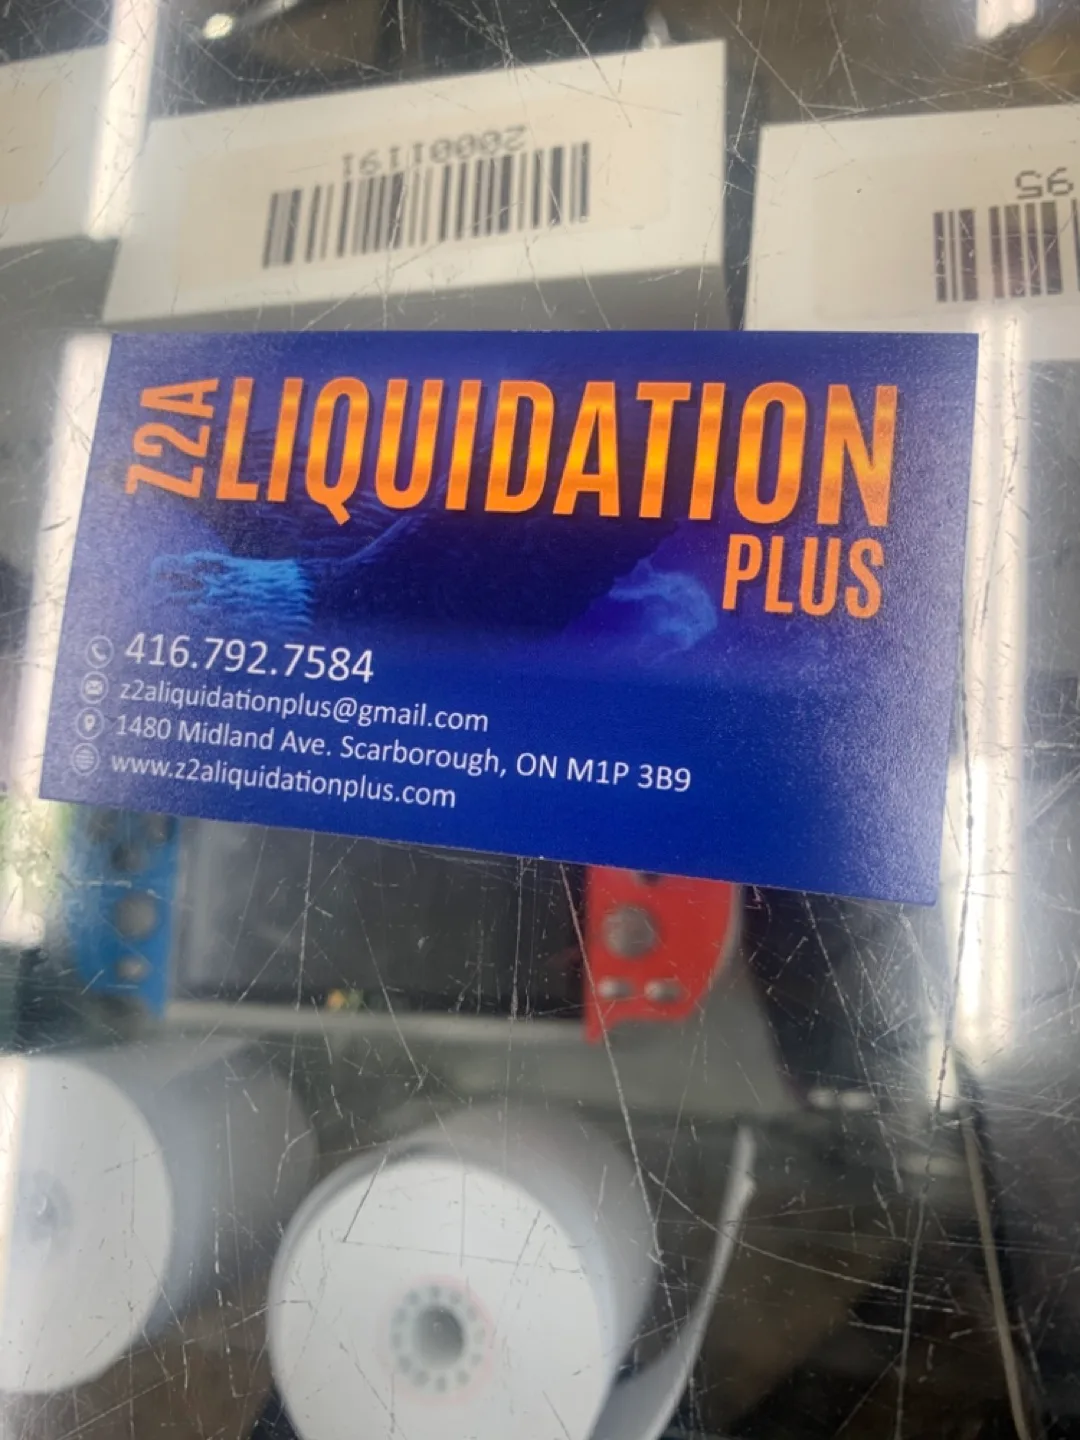 20001191
95
Z2A
LIQUIDATION
PLUS
416.792.7584
z2aliquidationplus@gmail.com
1480 Midland Ave. Scarborough, ON M1P 3B9
www.z2aliquidationplus.com